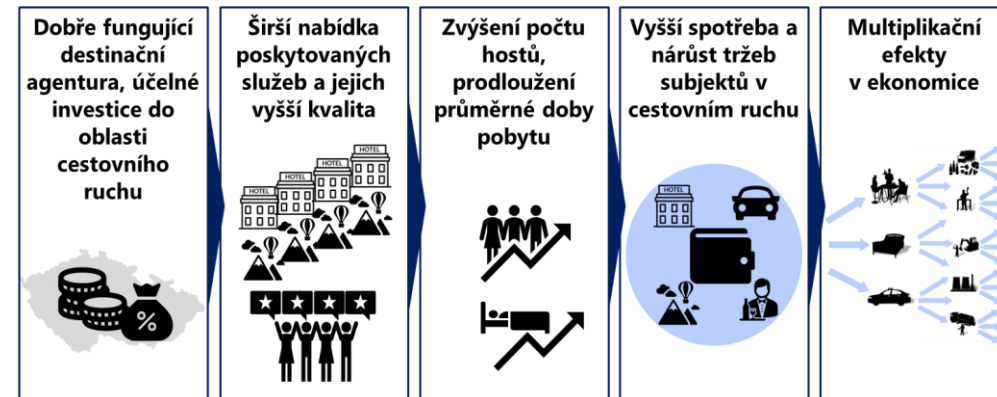 Dobře fungující
destinační
agentura, účelné
investice do
oblasti
cestovního
ruchu
Širší nabídka
poskytovaných
služeb a jejich
vyšší kvalita
HOTEL
HOTEL
HOTEL
HOTEL
Zvýšení počtu
hostů,
prodloužení
průměrné doby
pobytu
Vyšší spotřeba a
nárůst tržeb
subjektů v
cestovním ruchu
HOTEL
Multiplikační
efekty
v ekonomice
%